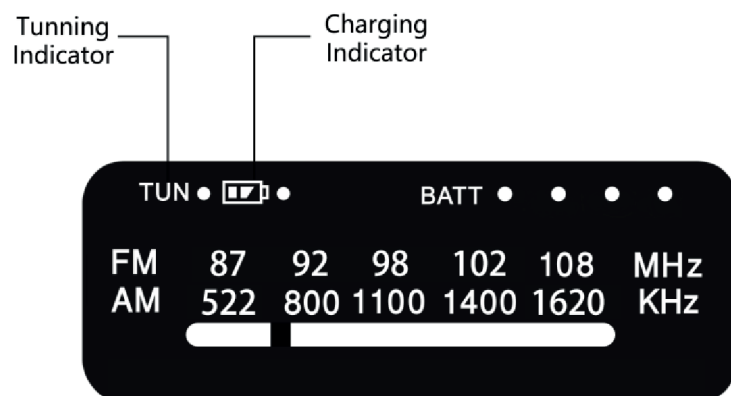 Tunning
Indicator
Charging
Indicator
TUN
BATT
FM 87 92 98 102 108 MHz
AM 522 800 1100 1400 1620 KHz